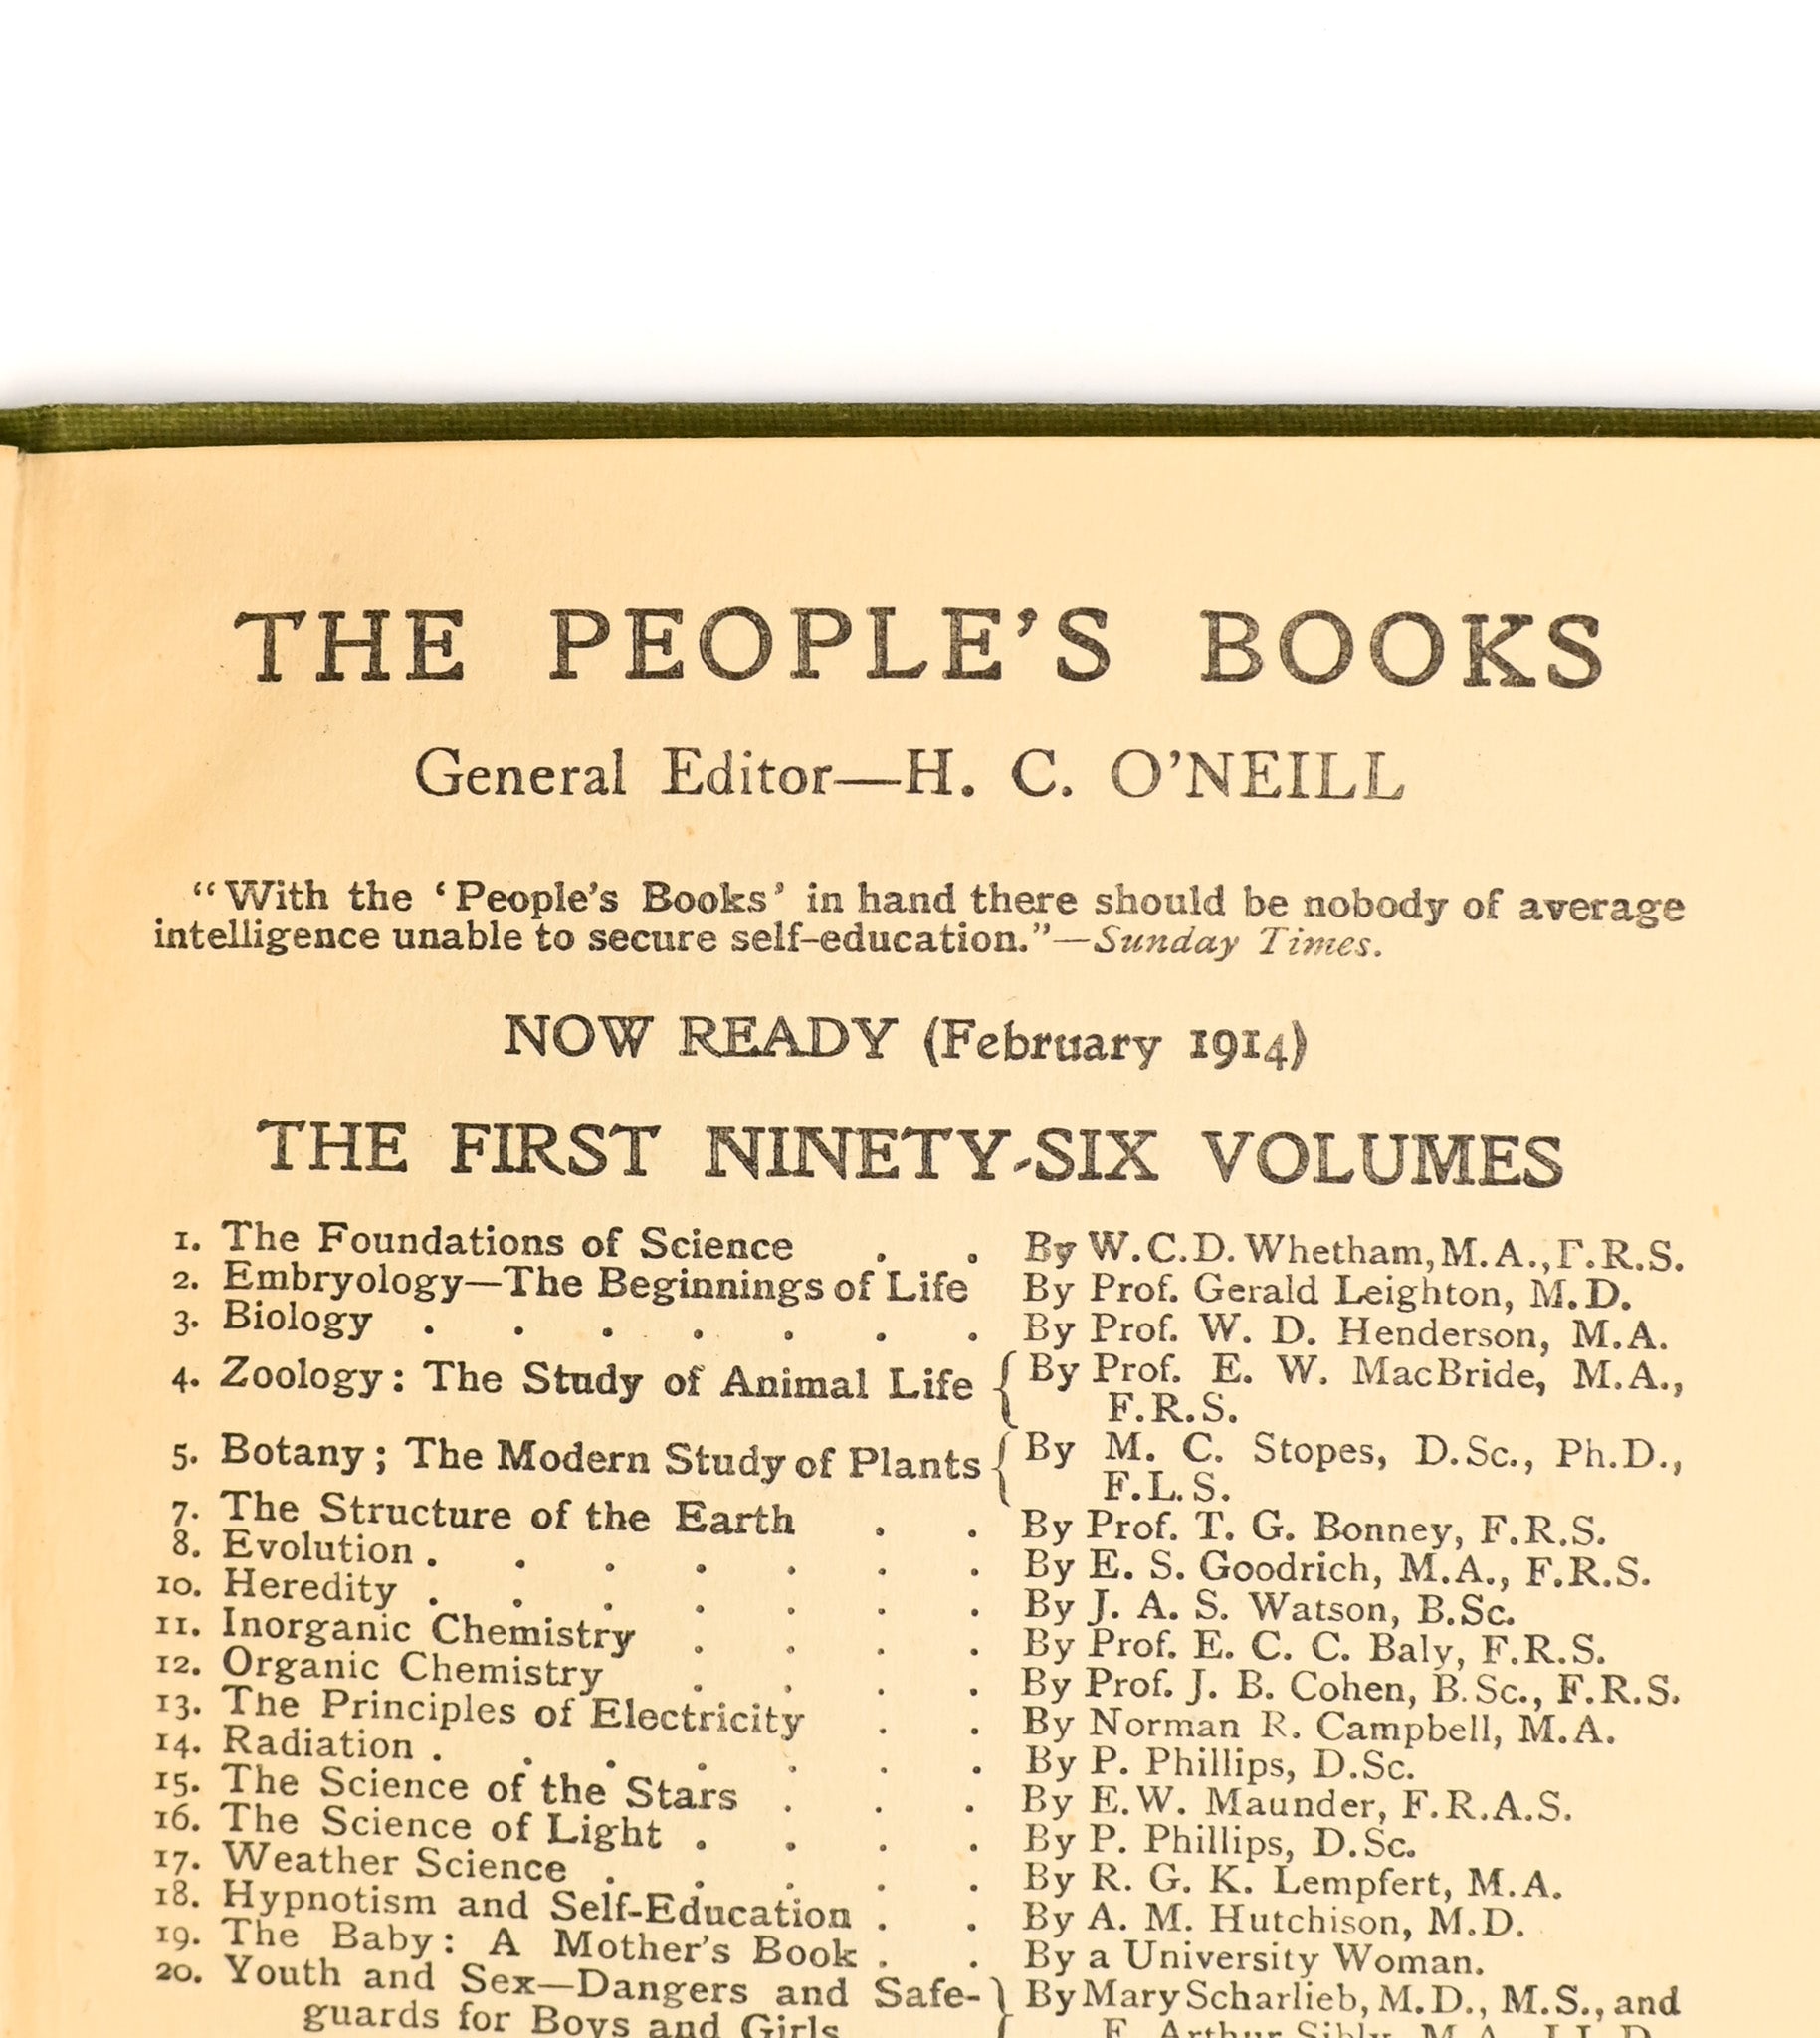 THE PEOPLE'S BOOKS
General Editor—H. C. O'NEILL
“With the ‘People's Books’ in hand there should be nobody of average
intelligence unable to secure self-education.”—Sunday Times.
NOW READY (February 1914)
THE FIRST NINETY-SIX VOLUMES
1. The Foundations of Science . . By W.C.D. Whetham, M.A., F.R.S.
2. Embryology—The Beginnings of Life By Prof. Gerald Leighton, M.D.
3. Biology . . . . . . . By Prof. W. D. Henderson, M.A.
4. Zoology: The Study of Animal Life { By Prof. E. W. MacBride, M.A.,
F.R.S.
5. Botany; The Modern Study of Plants { By M. C. Stopes, D.Sc., Ph.D.,
F.L.S.
7. The Structure of the Earth . . By Prof. T. G. Bonney, F.R.S.
8. Evolution . . . . . . . By E. S. Goodrich, M.A., F.R.S.
10. Heredity . . . . . . . By J. A. S. Watson, B.Sc.
11. Inorganic Chemistry . . . . By Prof. E. C. C. Baly, F.R.S.
12. Organic Chemistry . . . . By Prof. J. B. Cohen, B.Sc., F.R.S.
13. The Principles of Electricity . . By Norman R. Campbell, M.A.
14. Radiation . . . . . . . By P. Phillips, D.Sc.
15. The Science of the Stars . . . By E.W. Maunder, F.R.A.S.
16. The Science of Light . . . . By P. Phillips, D.Sc.
17. Weather Science . . . . . By R. G. K. Lempfert, M.A.
18. Hypnotism and Self-Education . . By A. M. Hutchison, M.D.
19. The Baby: A Mother's Book . . By a University Woman.
20. Youth and Sex—Dangers and Safe- } By Mary Scharlieb, M.D., M.S., and
guards for Boys and Girls F. Arthur Sibly, M.A., LL.D.